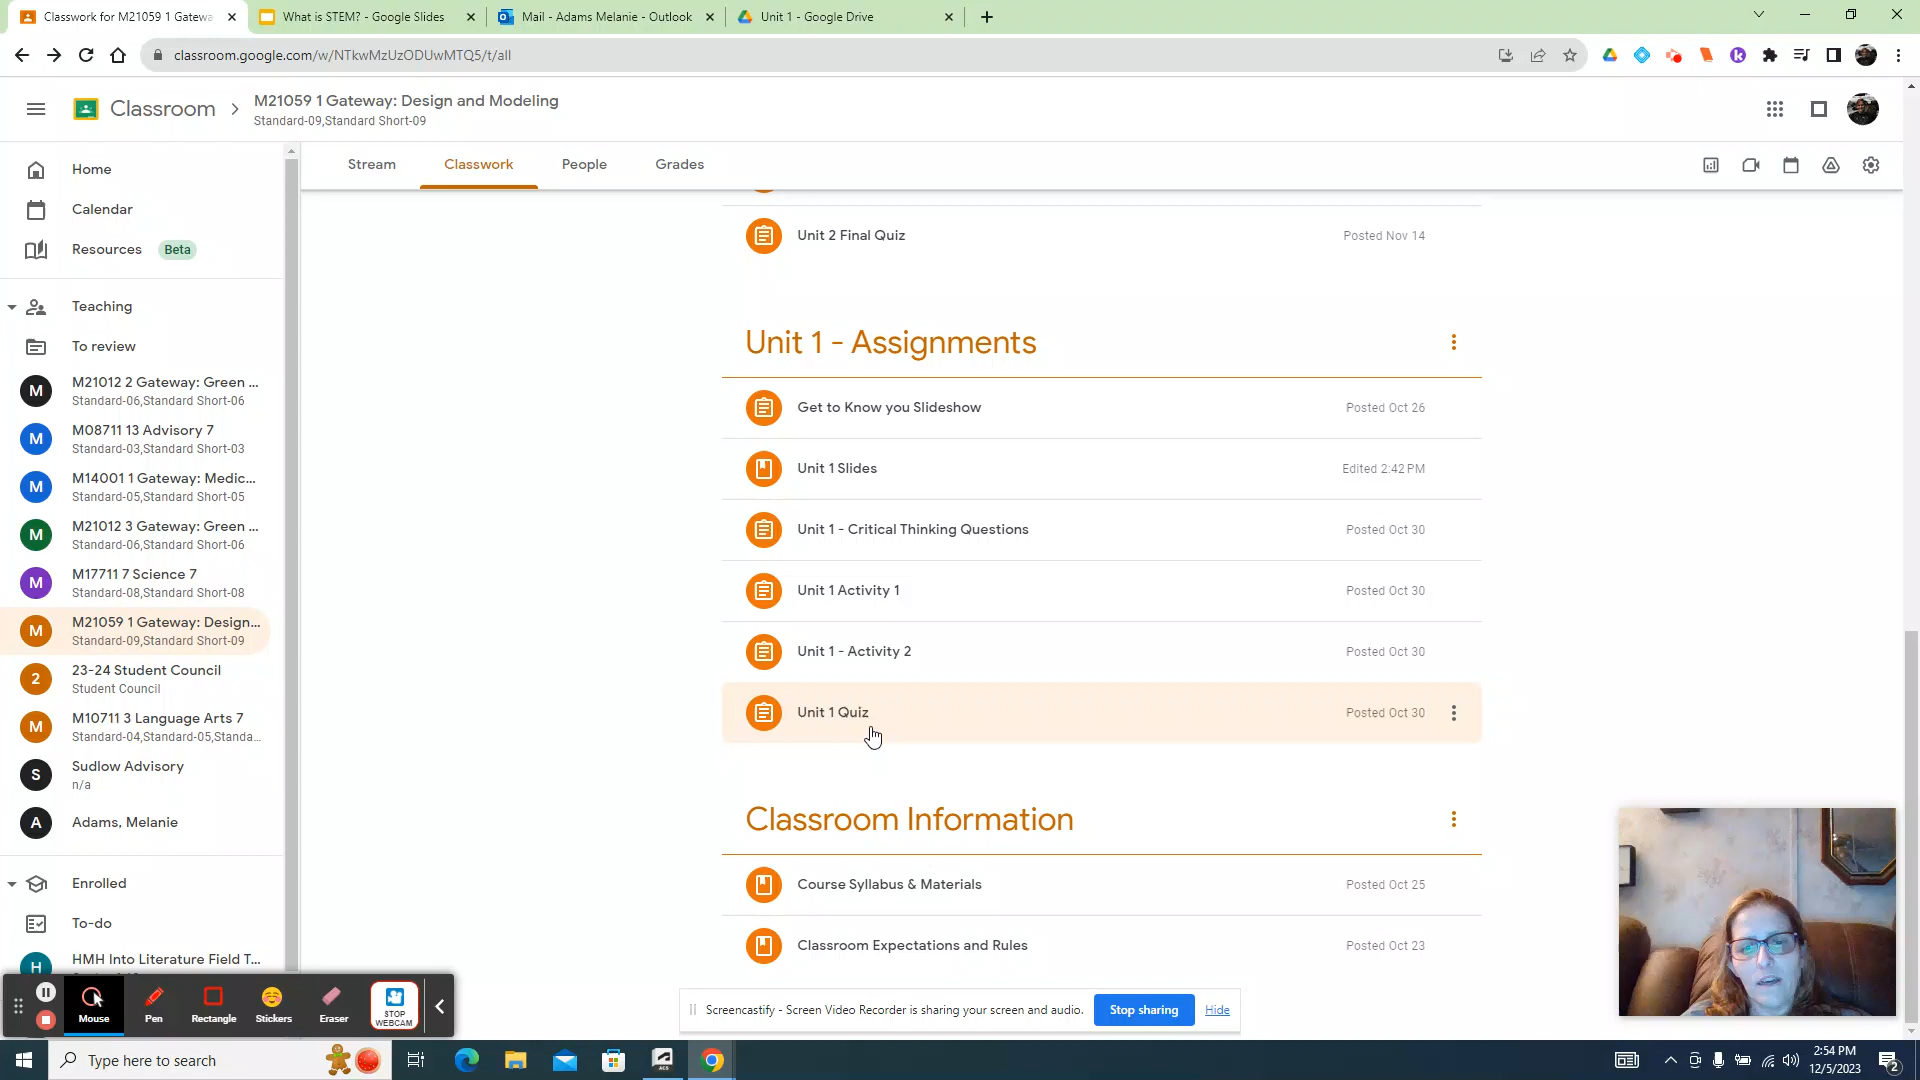 Classwork for M21059 1 Gatewa
What is STEM? - Google Slides
Mail - Adams Melanie - Outlook
Unit 1 - Google Drive
classroom.google.com/w/NTkwMzUzODUwMTQ5/t/all
Classroom
M21059 1 Gateway: Design and Modeling
Standard-09,Standard Short-09
Stream
Classwork
People
Grades
Home
Calendar
Resources Beta
Teaching
To review
M
M21012 2 Gateway: Green ...
Standard-06,Standard Short-06
M
M08711 13 Advisory 7
Standard-03,Standard Short-03
M
M14001 1 Gateway: Medic...
Standard-05,Standard Short-05
M
M21012 3 Gateway: Green ...
Standard-06,Standard Short-06
M
M17711 7 Science 7
Standard-08,Standard Short-08
M
M21059 1 Gateway: Design...
Standard-09,Standard Short-09
2
23-24 Student Council
Student Council
M
M10711 3 Language Arts 7
Standard-04,Standard-05,Standa...
S
Sudlow Advisory
n/a
A
Adams, Melanie
Enrolled
To-do
H
HMH Into Literature Field T...
Unit 2 Final Quiz
Posted Nov 14
Unit 1 - Assignments
Get to Know you Slideshow
Posted Oct 26
Unit 1 Slides
Edited 2:42 PM
Unit 1 - Critical Thinking Questions
Posted Oct 30
Unit 1 Activity 1
Posted Oct 30
Unit 1 - Activity 2
Posted Oct 30
Unit 1 Quiz
Posted Oct 30
Classroom Information
Course Syllabus & Materials
Posted Oct 25
Classroom Expectations and Rules
Posted Oct 23
Mouse
Pen
Rectangle
Stickers
Eraser
STOP
WEBCAM
Screencastify - Screen Video Recorder is sharing your screen and audio.
Stop sharing
Hide
Type here to search
2:54 PM
12/5/2023
2